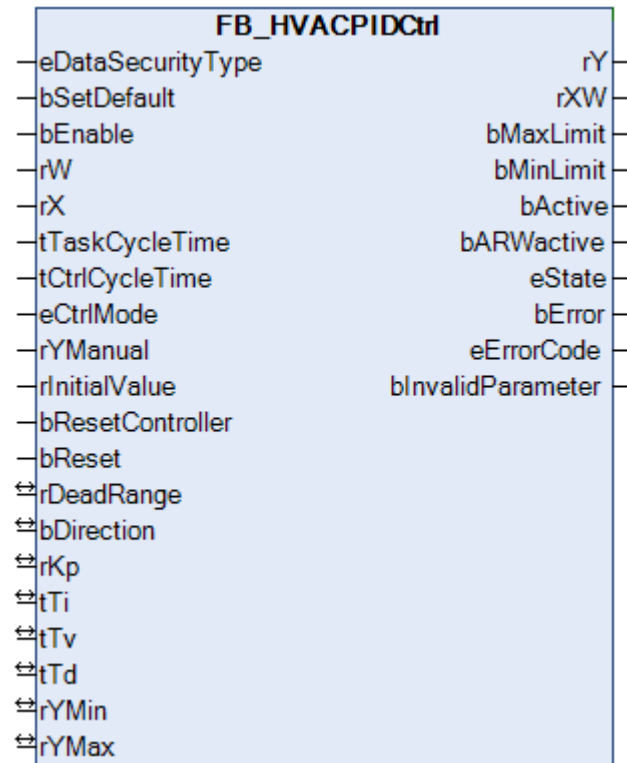 FB_HVACPIDCtrl
eDataSecurityType rY
bSetDefault rXW
bEnable bMaxLimit
rW bMinLimit
rX bActive
tTaskCycleTime bARWactive
tCtrlCycleTime eState
eCtrlMode bError
rYManual eErrorCode
rInitialValue bInvalidParameter
bResetController
bReset
rDeadRange
bDirection
rKp
tTi
tTv
tTd
rYMin
rYMax